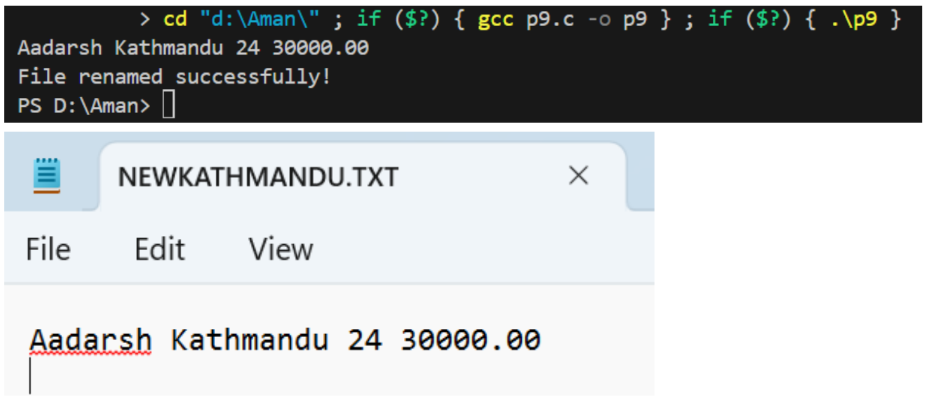 > cd "d:\Aman\" ; if ($?) { gcc p9.c -o p9 } ; if ($?) { .\p9 }
Aadarsh Kathmandu 24 30000.00
File renamed successfully!
PS D:\Aman>
NEWKATHMANDU.TXT
File Edit View
Aadarsh Kathmandu 24 30000.00